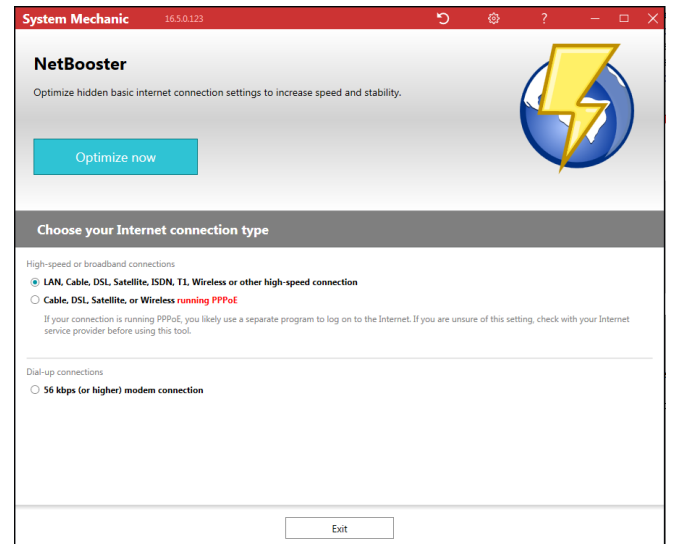 System Mechanic 16.5.0.123 ?
NetBooster
Optimize hidden basic internet connection settings to increase speed and stability.
Optimize now
Choose your Internet connection type
High-speed or broadband connections
LAN, Cable, DSL, Satellite, ISDN, T1, Wireless or other high-speed connection
Cable, DSL, Satellite, or Wireless running PPPoE
If your connection is running PPPoE, you likely use a separate program to log on to the Internet. If you are unsure of this setting, check with your Internet
service provider before using this tool.
Dial-up connections
56 kbps (or higher) modem connection
Exit